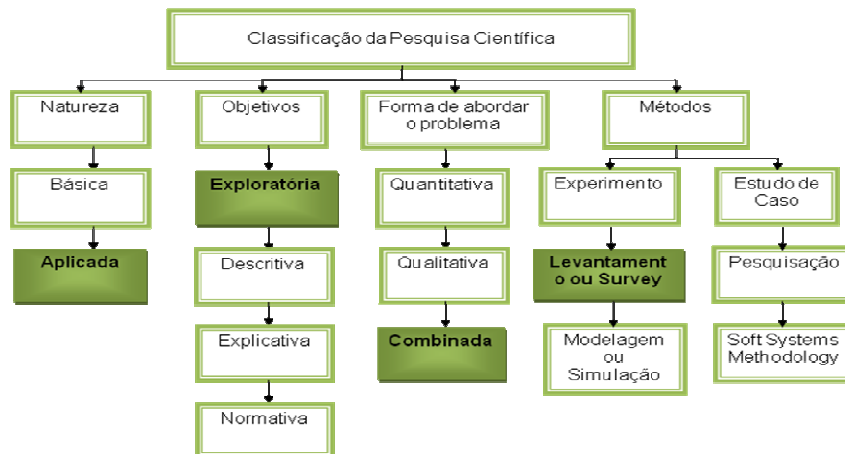 Classificação da Pesquisa Científica
Natureza
Objetivos
Forma de abordar
o problema
Métodos
Básica
Exploratória
Quantitativa
Experimento
Estudo de
Caso
Aplicada
Descritiva
Qualitativa
Levantament
o ou Survey
Pesquisação
Explicativa
Combinada
Modelagem
ou
Simulação
Soft Systems
Methodology
Normativa